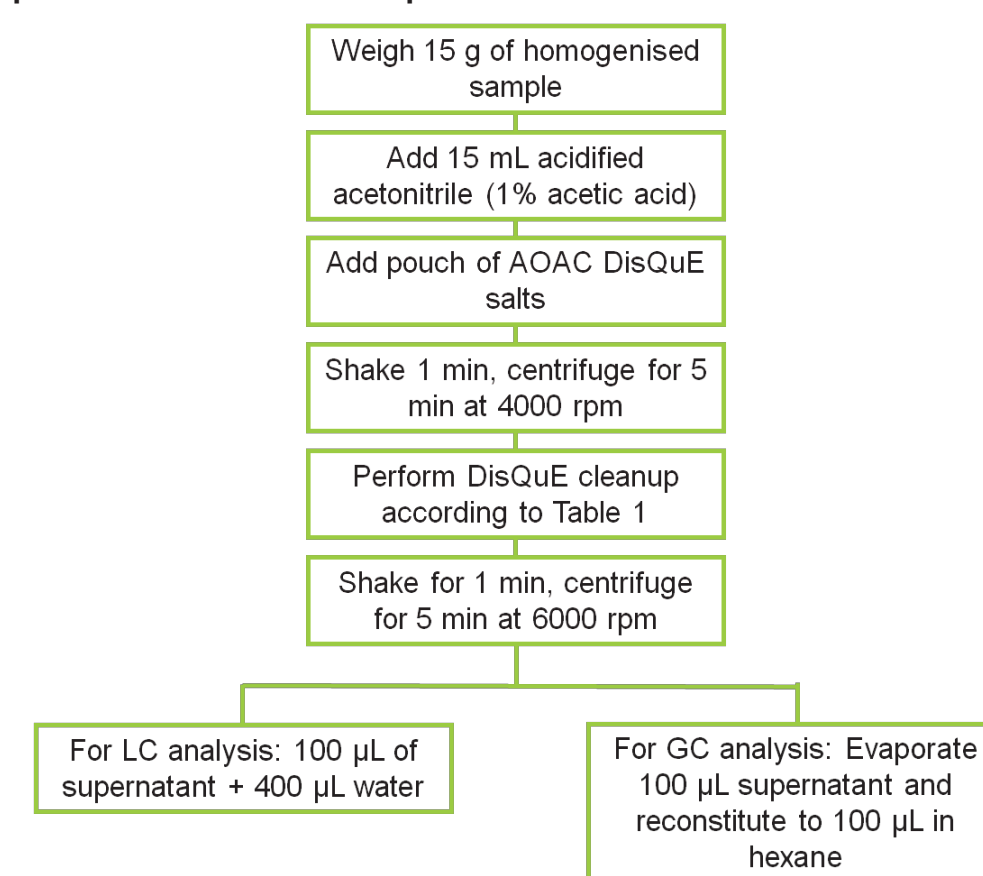 Weigh 15 g of homogenised
sample
Add 15 mL acidified
acetonitrile (1% acetic acid)
Add pouch of AOAC DisQuE
salts
Shake 1 min, centrifuge for 5
min at 4000 rpm
Perform DisQuE cleanup
according to Table 1
Shake for 1 min, centrifuge
for 5 min at 6000 rpm
For LC analysis: 100 µL of
supernatant + 400 µL water
For GC analysis: Evaporate
100 µL supernatant and
reconstitute to 100 µL in
hexane